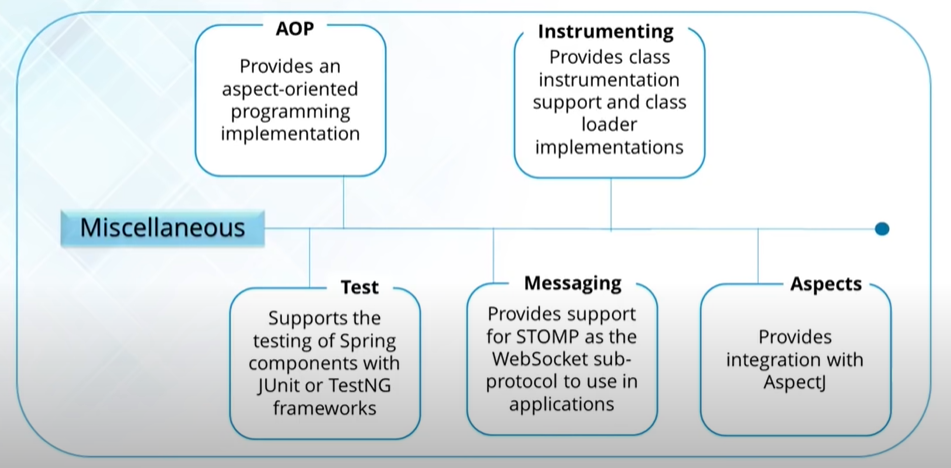 AOP
Provides an
aspect-oriented
programming
implementation
Instrumenting
Provides class
instrumentation
support and class
loader
implementations
Miscellaneous
Test
Supports the
testing of Spring
components with
JUnit or TestNG
frameworks
Messaging
Provides support
for STOMP as the
WebSocket sub-
protocol to use in
applications
Aspects
Provides
integration with
AspectJ